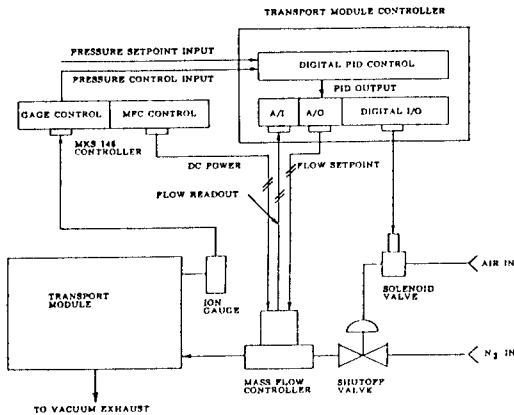 TRANSPORT MODULE CONTROLLER
PRESSURE SETPOINT INPUT
DIGITAL PID CONTROL
PRESSURE CONTROL INPUT
PID OUTPUT
GAGE CONTROL
MFC CONTROL
A/I
A/O
DIGITAL I/O
MKS 146
CONTROLLER
DC POWER
FLOW SETPOINT
FLOW READOUT
AIR IN
SOLENOID
VALVE
TRANSPORT
MODULE
ION
GAUGE
N₂ IN
MASS FLOW
CONTROLLER
SHUTOFF
VALVE
TO VACUUM EXHAUST